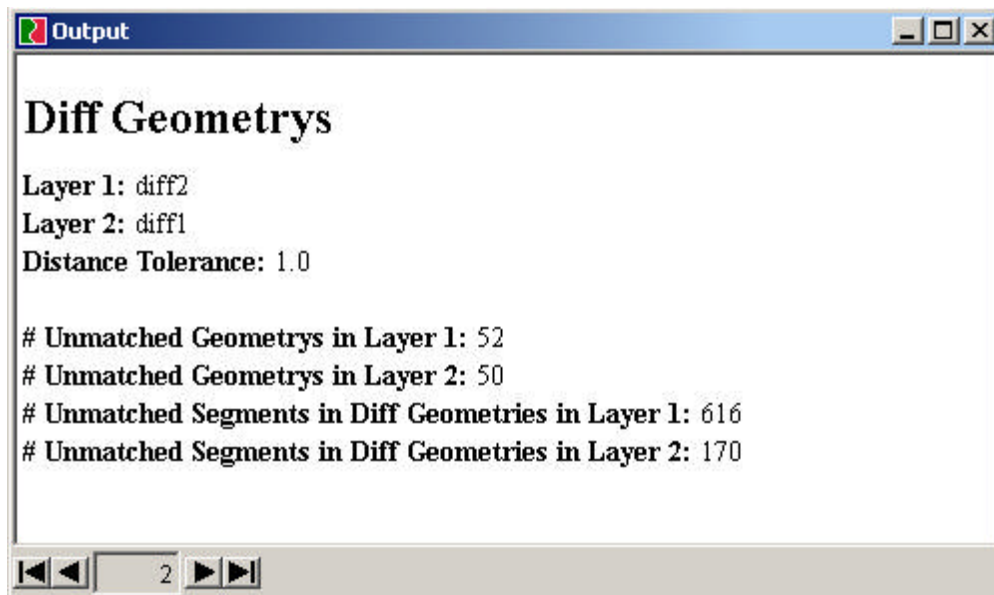 Output
Diff Geometrys
Layer 1: diff2
Layer 2: diff1
Distance Tolerance: 1.0
# Unmatched Geometrys in Layer 1: 52
# Unmatched Geometrys in Layer 2: 50
# Unmatched Segments in Diff Geometries in Layer 1: 616
# Unmatched Segments in Diff Geometries in Layer 2: 170
2